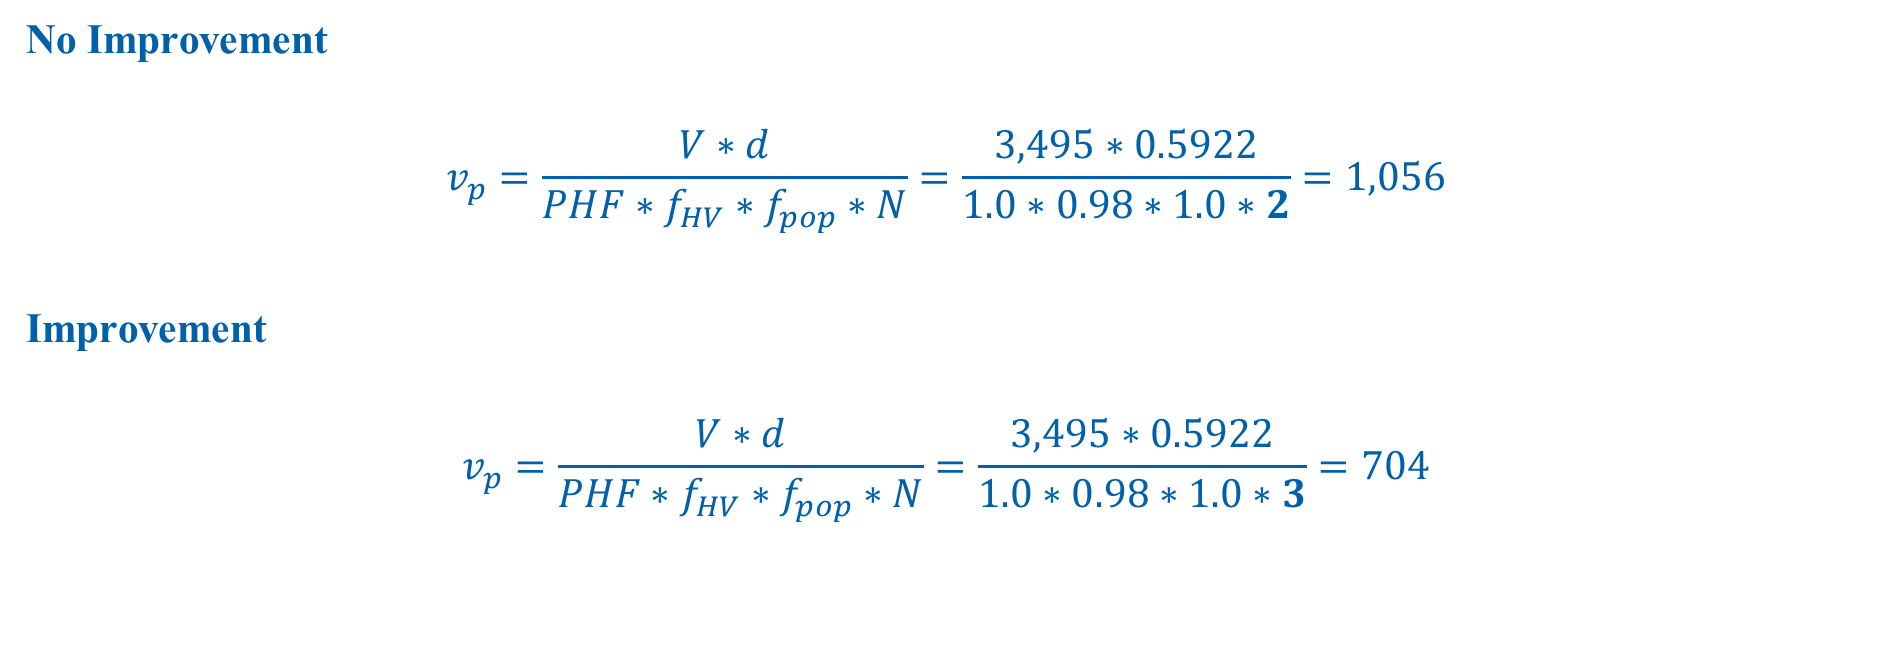 No Improvement
v_p = (V * d) / (PHF * f_HV * f_pop * N) = (3,495 * 0.5922) / (1.0 * 0.98 * 1.0 * 2) = 1,056
Improvement
v_p = (V * d) / (PHF * f_HV * f_pop * N) = (3,495 * 0.5922) / (1.0 * 0.98 * 1.0 * 3) = 704